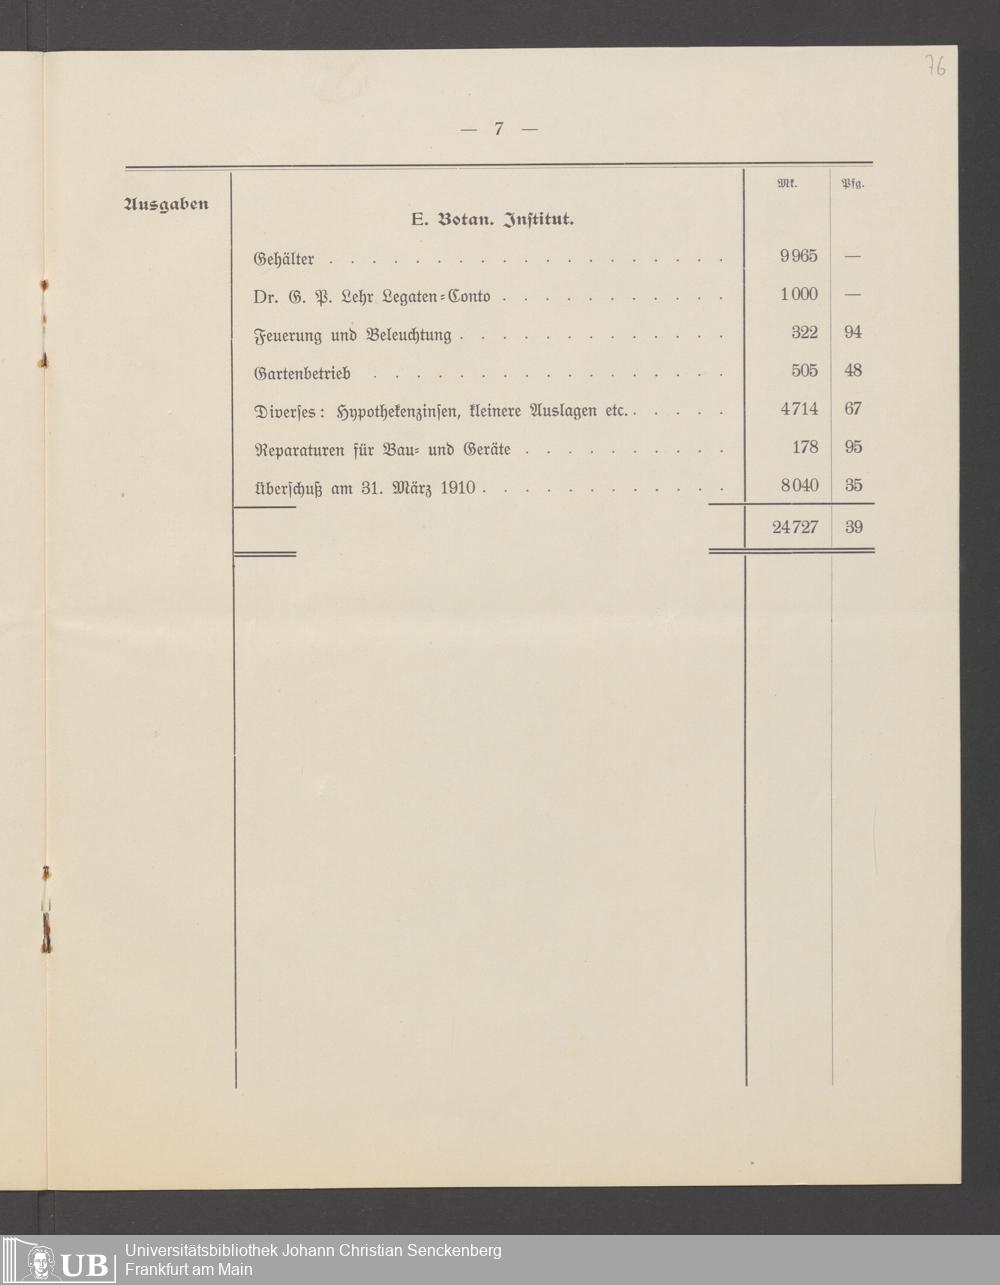 76
— 7 —
Mk. Pfg.
Ausgaben
E. Botan. Institut.
Gehälter . . . . . . . . . . . . . . . . . . . 9965 —
Dr. G. P. Lehr Legaten-Conto . . . . . . . . . . . 1000 —
Feuerung und Beleuchtung . . . . . . . . . . . . . 322 94
Gartenbetrieb . . . . . . . . . . . . . . . . . 505 48
Diverses: Hypothekenzinsen, kleinere Auslagen etc. . . . . . 4714 67
Reparaturen für Bau- und Geräte . . . . . . . . . . 178 95
Überschuß am 31. März 1910 . . . . . . . . . . . . 8040 35
24727 39
UB
Universitätsbibliothek Johann Christian Senckenberg
Frankfurt am Main